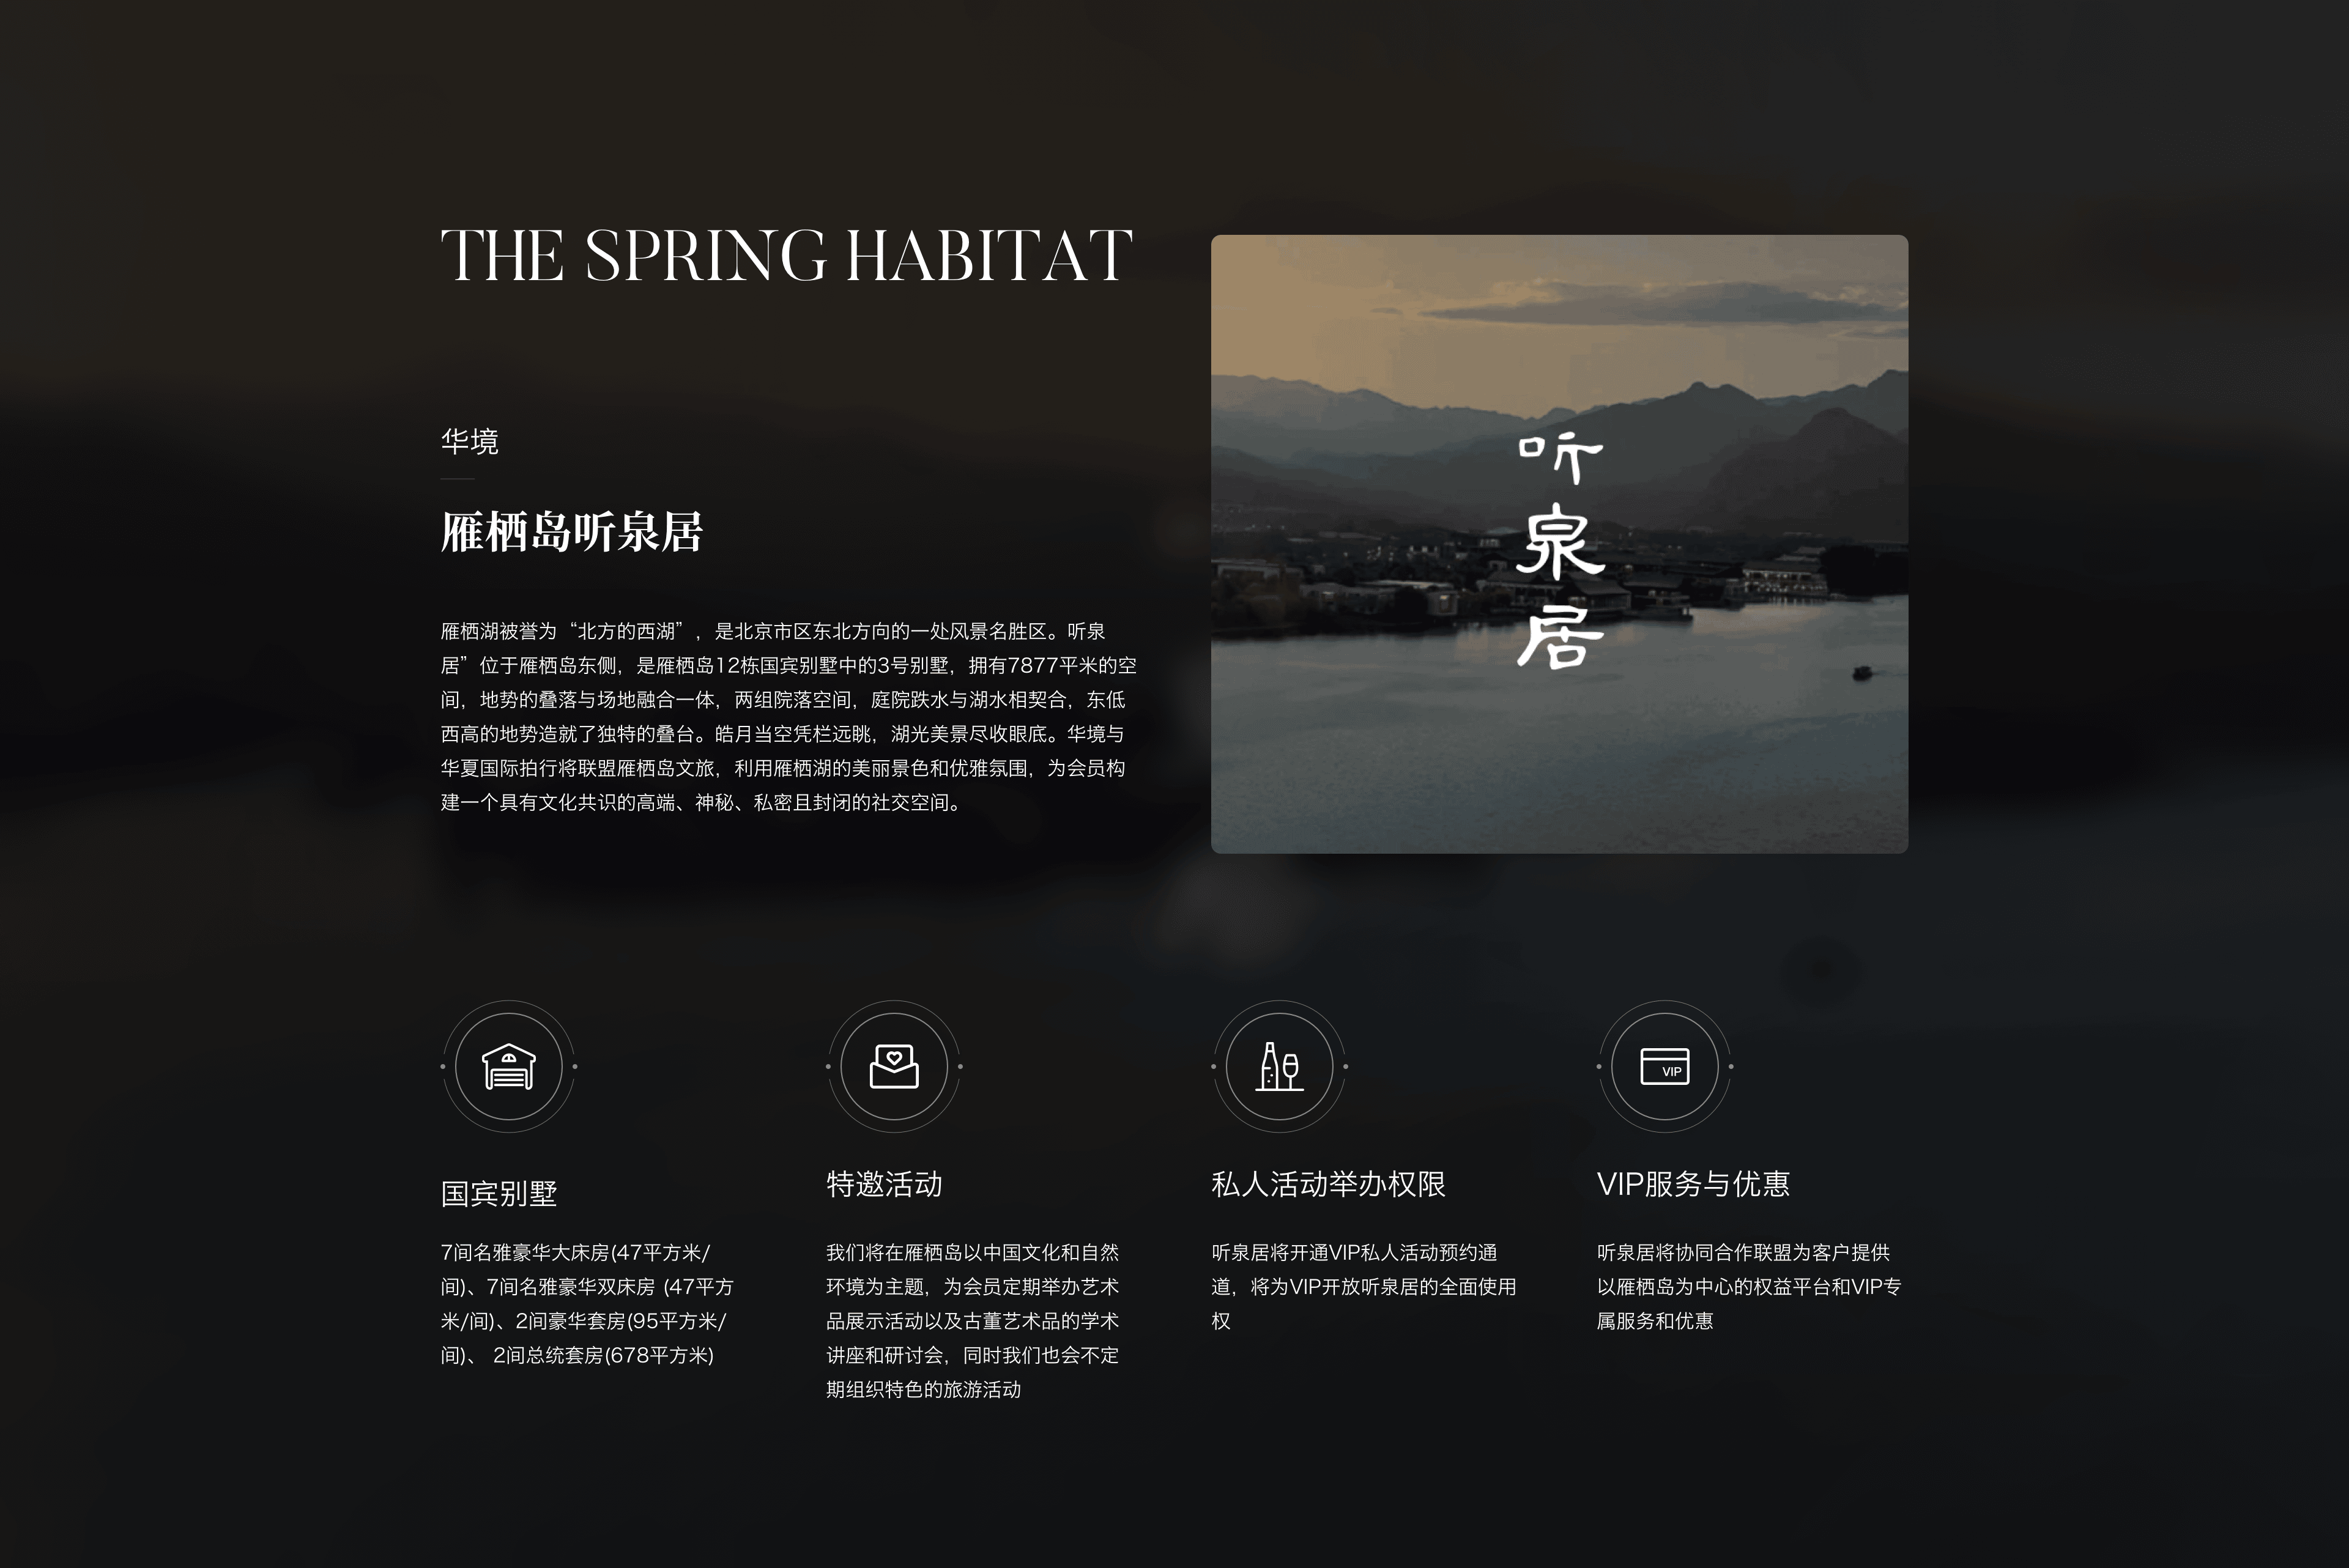 THE SPRING HABITAT
华境
雁栖岛听泉居
雁栖湖被誉为“北方的西湖”，是北京市区东北方向的一处风景名胜区。听泉
居”位于雁栖岛东侧，是雁栖岛12栋国宾别墅中的3号别墅，拥有7877平米的空
间，地势的叠落与场地融合一体，两组院落空间，庭院跌水与湖水相契合，东低
西高的地势造就了独特的叠台。皓月当空凭栏远眺，湖光美景尽收眼底。华境与
华夏国际拍行将联盟雁栖岛文旅，利用雁栖湖的美丽景色和优雅氛围，为会员构
建一个具有文化共识的高端、神秘、私密且封闭的社交空间。
听
泉
居
国宾别墅
7间名雅豪华大床房(47平方米/
间)、7间名雅豪华双床房 (47平方
米/间)、2间豪华套房(95平方米/
间)、 2间总统套房(678平方米)
特邀活动
我们将在雁栖岛以中国文化和自然
环境为主题，为会员定期举办艺术
品展示活动以及古董艺术品的学术
讲座和研讨会，同时我们也会不定
期组织特色的旅游活动
私人活动举办权限
听泉居将开通VIP私人活动预约通
道，将为VIP开放听泉居的全面使用
权
VIP
VIP服务与优惠
听泉居将协同合作联盟为客户提供
以雁栖岛为中心的权益平台和VIP专
属服务和优惠